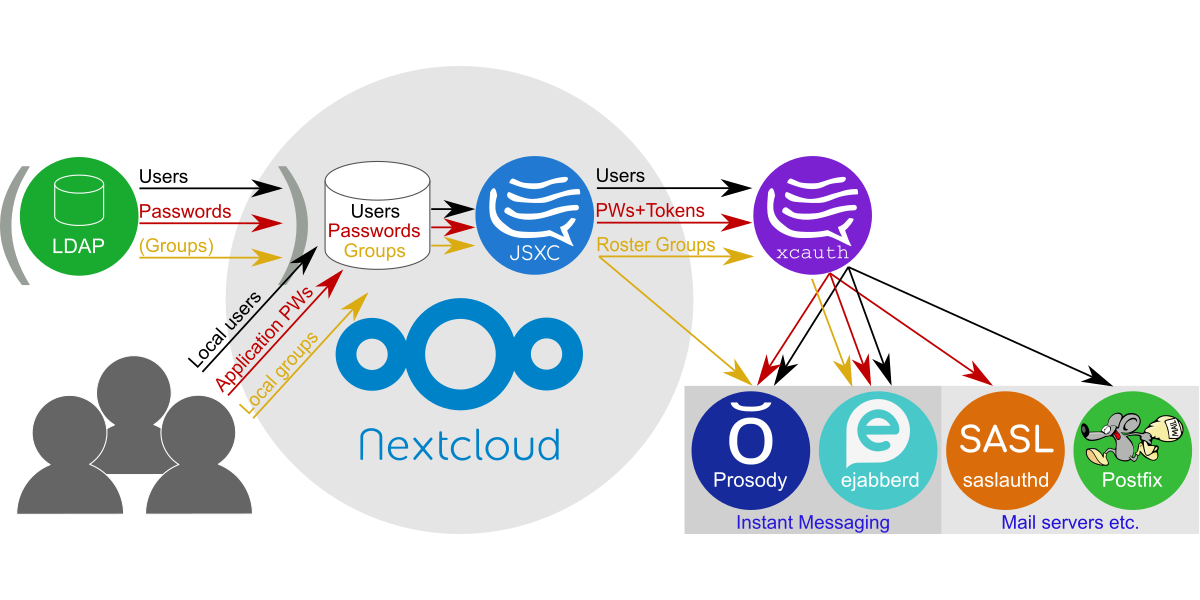 Users
Passwords
(Groups)
LDAP
Users
Passwords
Groups
JSXC
Users
PWs+Tokens
Roster Groups
xcauth
Local users
Application PWs
Local groups
Nextcloud
Prosody
ejabberd
SASL
saslauthd
Postfix
Instant Messaging
Mail servers etc.